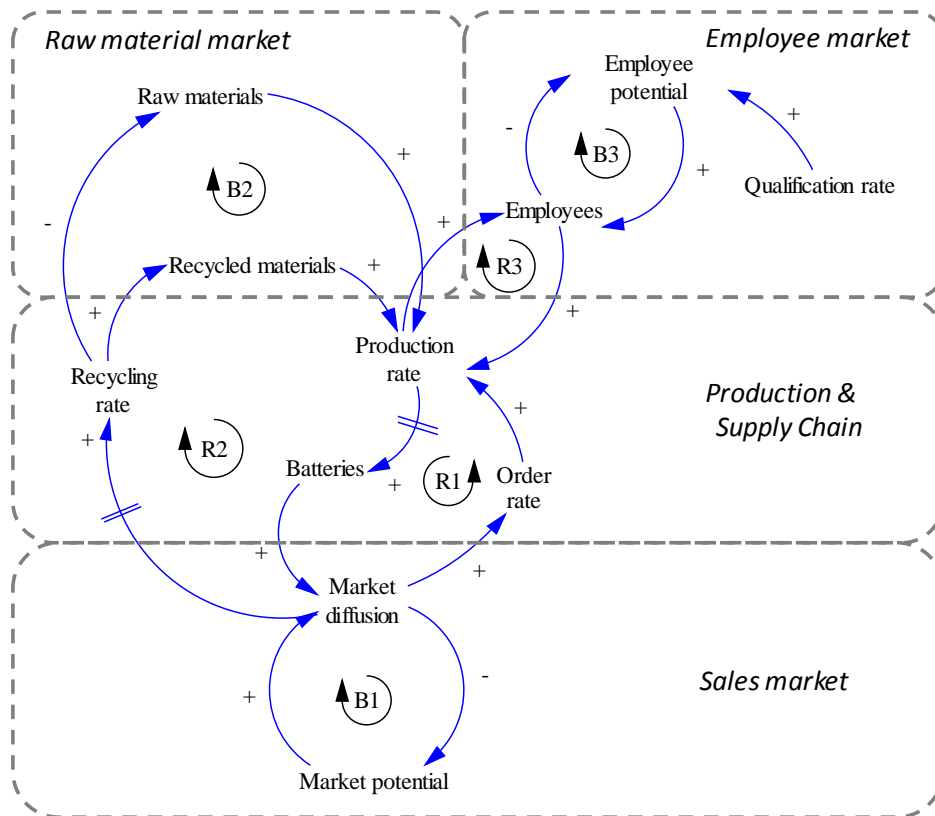 Raw material market
Employee market
Employee
potential
Raw materials
+
-
B3
+
+
Qualification rate
B2
-
Employees
+
Recycled materials
+
R3
+
+
Production
rate
Recycling
rate
Production &
Supply Chain
+
+
R2
Batteries
+
R1
Order
rate
+
+
Market
diffusion
+
-
B1
Sales market
Market potential